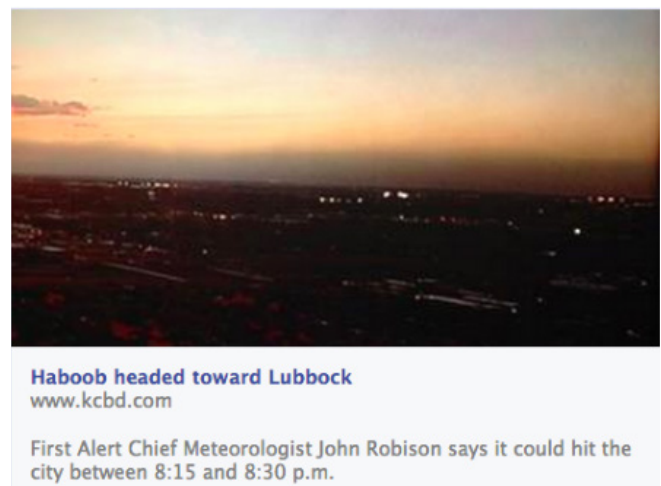 Haboob headed toward Lubbock
www.kcbd.com
First Alert Chief Meteorologist John Robison says it could hit the
city between 8:15 and 8:30 p.m.